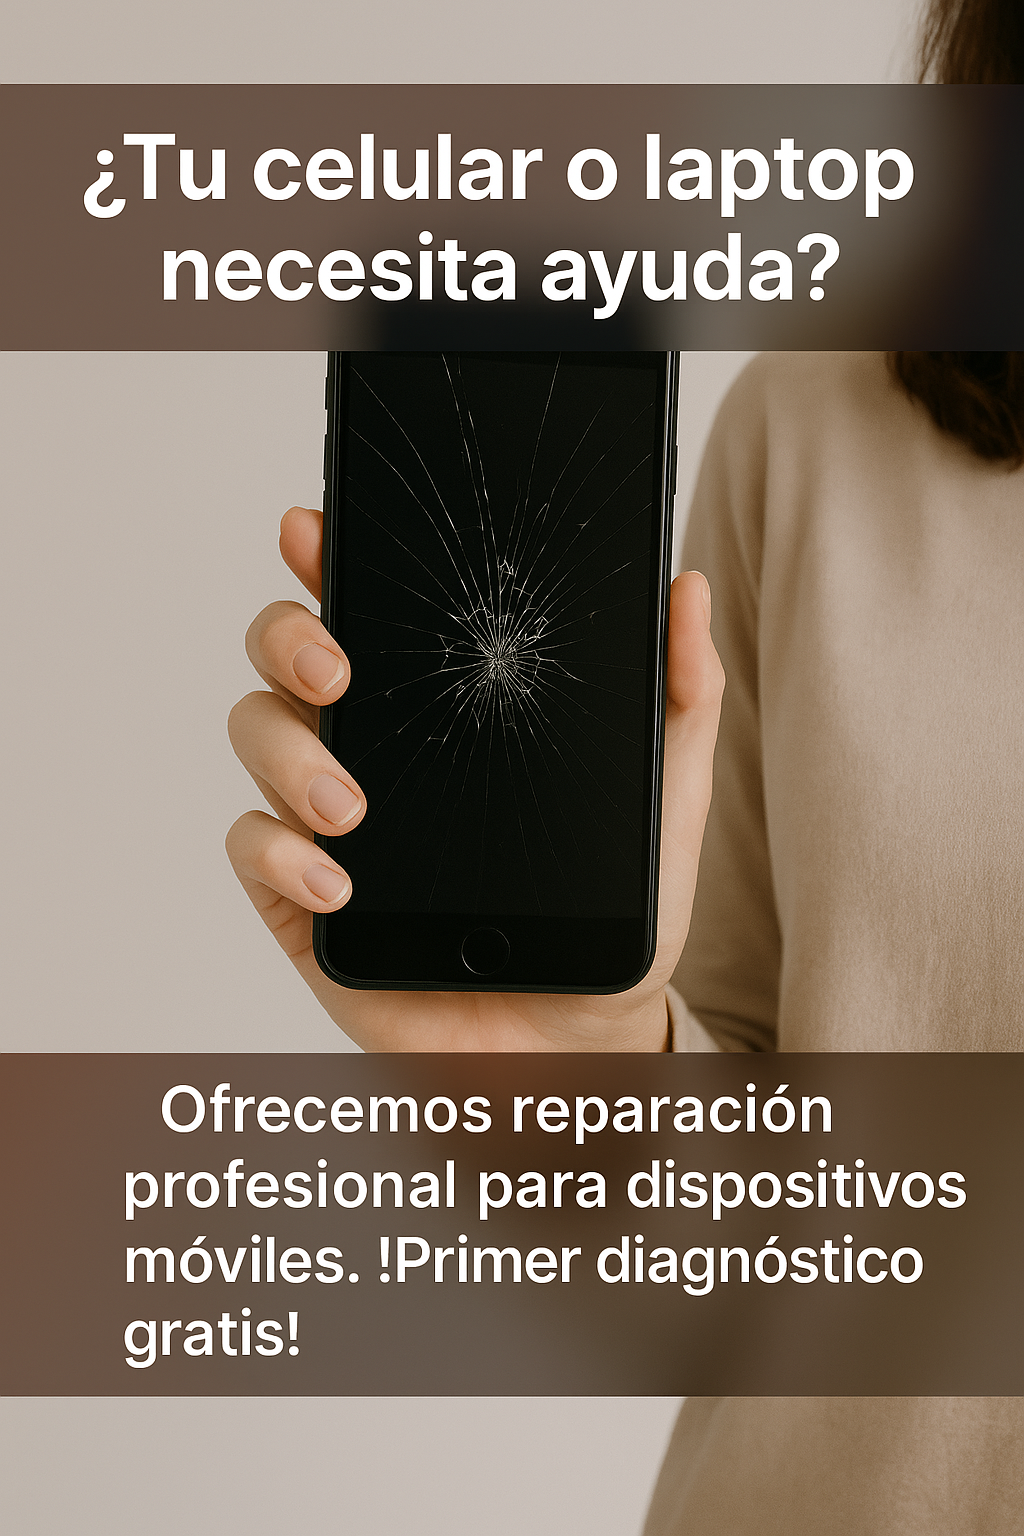 ¿Tu celular o laptop
necesita ayuda?
Ofrecemos reparación
profesional para dispositivos
móviles. !Primer diagnóstico
gratis!